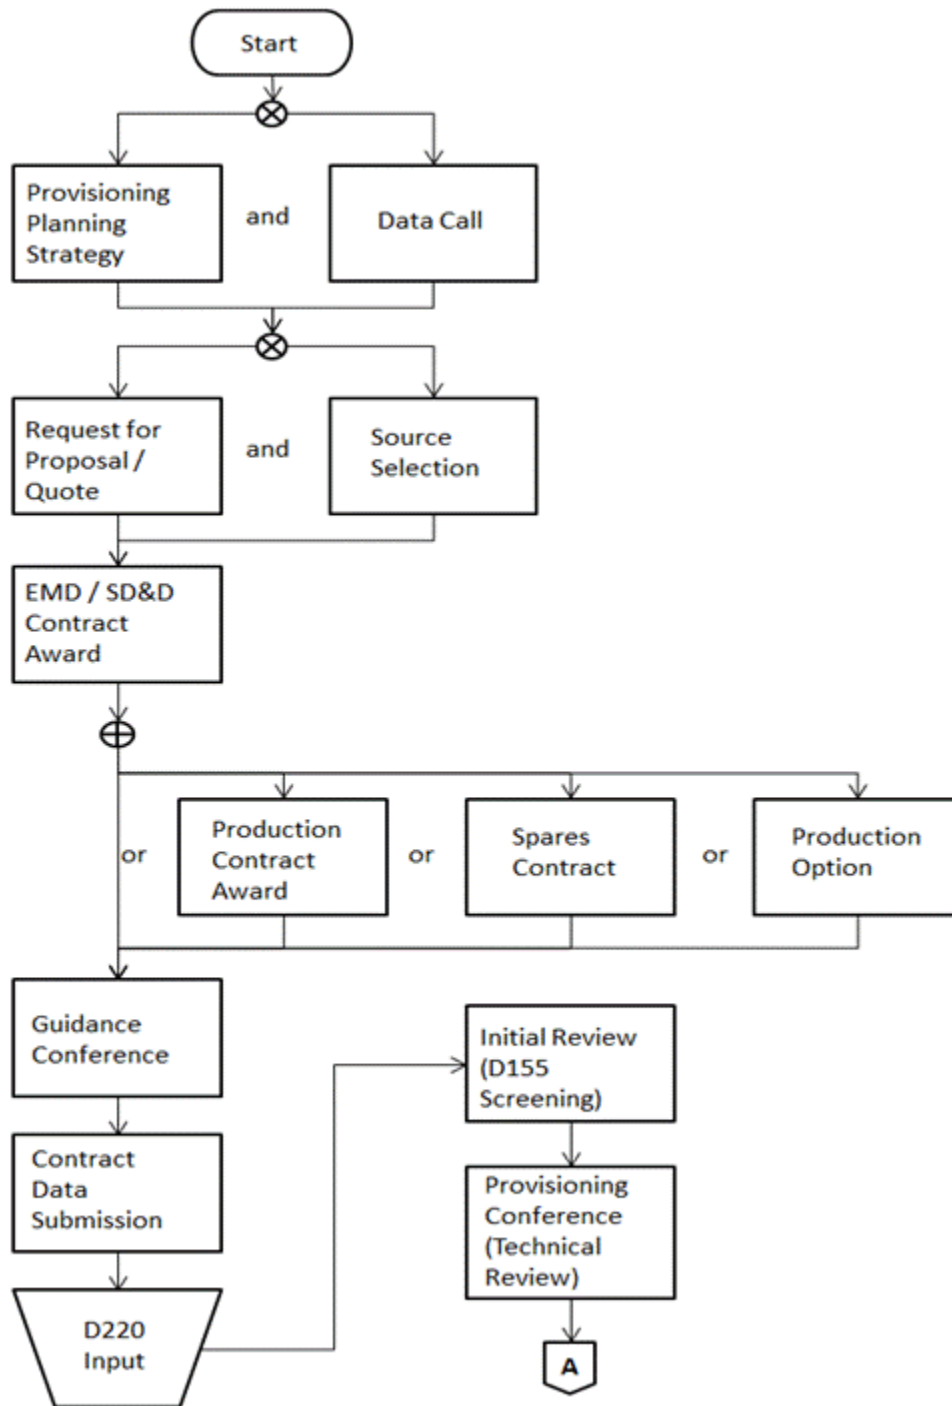 Start
Provisioning
Planning
Strategy
and
Data Call
Request for
Proposal /
Quote
and
Source
Selection
EMD / SD&D
Contract
Award
or
Production
Contract
Award
or
Spares
Contract
or
Production
Option
Guidance
Conference
Contract
Data
Submission
D220
Input
Initial Review
(D155
Screening)
Provisioning
Conference
(Technical
Review)
A